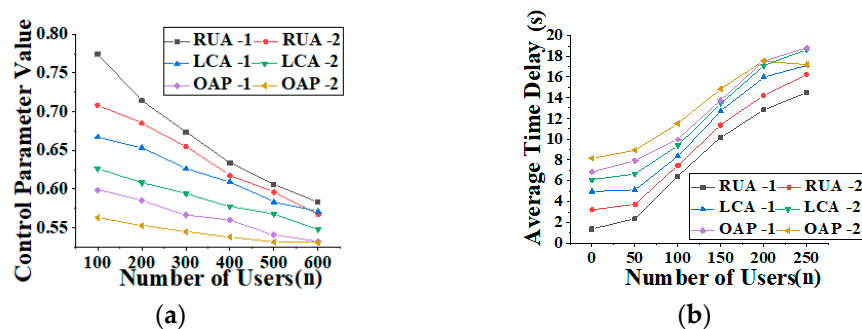 Control Parameter Value
0.80
0.75
0.70
0.65
0.60
0.55
RUA -1 RUA -2
LCA -1 LCA -2
OAP -1 OAP -2
100 200 300 400 500 600
Number of Users(n)
(a)
Average Time Delay (s)
20
18
16
14
12
10
8
6
4
2
0
RUA -1 RUA -2
LCA -1 LCA -2
OAP -1 OAP -2
0 50 100 150 200 250
Number of Users(n)
(b)